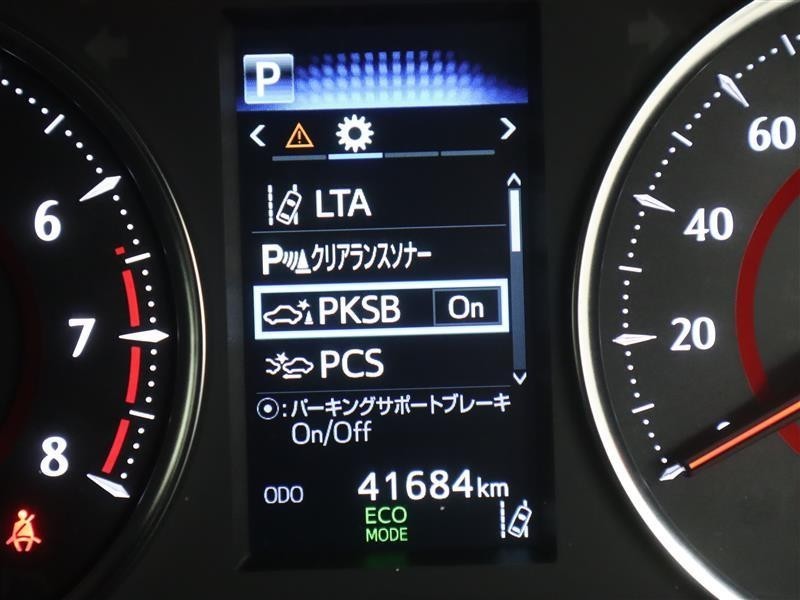 P
LTA
Pクリアランスソナー
PKSB On
PCS
:パーキングサポートブレーキ
On/Off
ODO 41684km
ECO
MODE
6
7
8
60
40
20